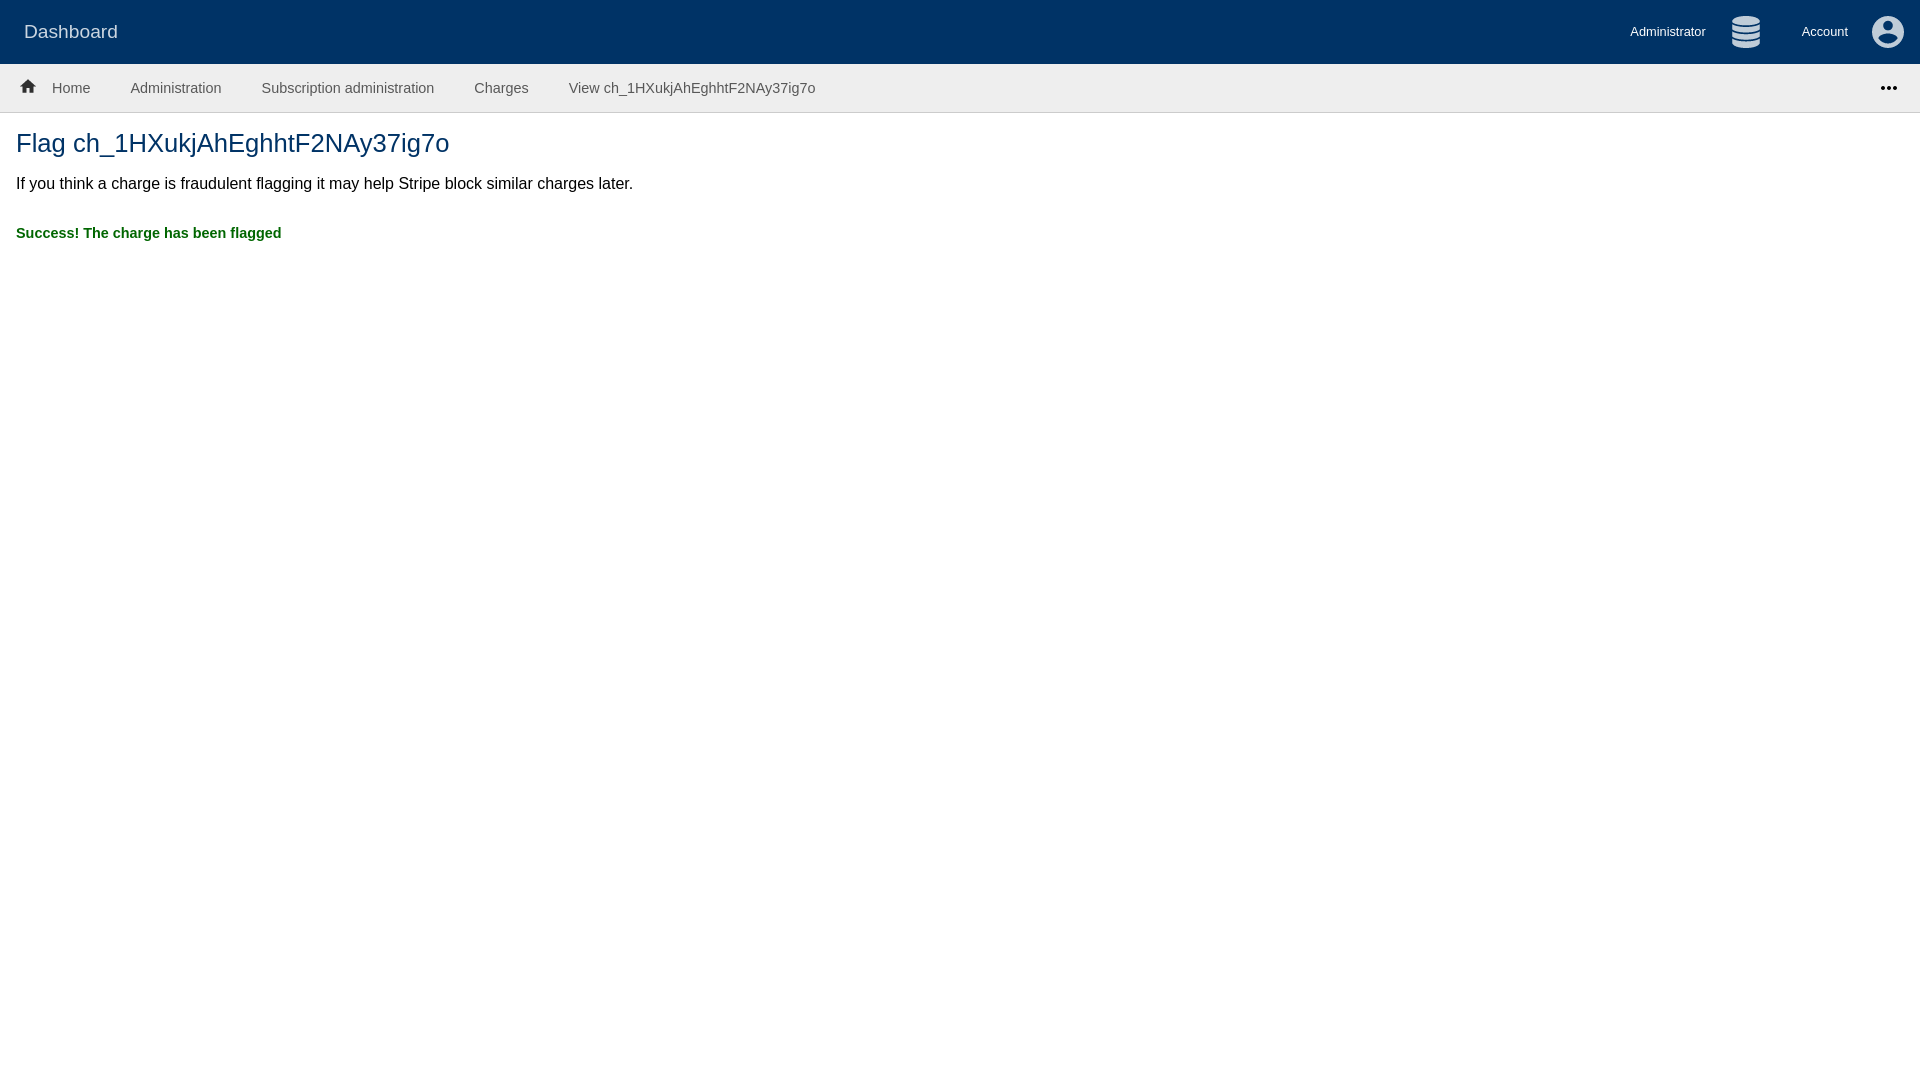 Dashboard
Administrator
Account
Home
Administration
Subscription administration
Charges
View ch_1HXukjAhEghhtF2NAy37ig7o
Flag ch_1HXukjAhEghhtF2NAy37ig7o
If you think a charge is fraudulent flagging it may help Stripe block similar charges later.
Success! The charge has been flagged